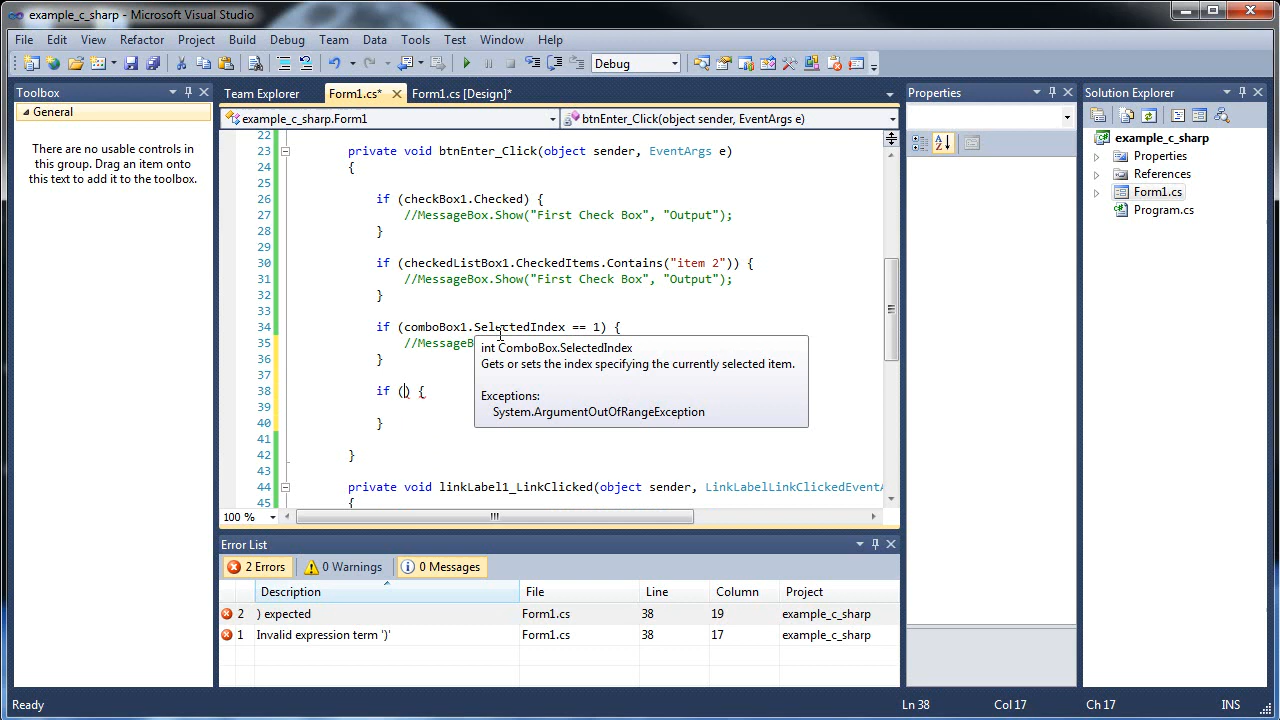 example_c_sharp - Microsoft Visual Studio
File Edit View Refactor Project Build Debug Team Data Tools Test Window Help
Debug
Toolbox
General
There are no usable controls in
this group. Drag an item onto
this text to add it to the toolbox.
Team Explorer Form1.cs* Form1.cs [Design]*
example_c_sharp.Form1 btnEnter_Click(object sender, EventArgs e)
22
23 private void btnEnter_Click(object sender, EventArgs e)
24 {
25
26 if (checkBox1.Checked) {
27 //MessageBox.Show("First Check Box", "Output");
28 }
29
30 if (checkedListBox1.CheckedItems.Contains("item 2")) {
31 //MessageBox.Show("First Check Box", "Output");
32 }
33
34 if (comboBox1.SelectedIndex == 1) {
35 //MessageB
36 }
37
38 if () {
39
40 }
41
42 }
43
44 private void linkLabel1_LinkClicked(object sender, LinkLabelLinkClickedEventA
45 {
int ComboBox.SelectedIndex
Gets or sets the index specifying the currently selected item.
Exceptions:
System.ArgumentOutOfRangeException
100 %
Error List
2 Errors 0 Warnings 0 Messages
Description File Line Column Project
2 ) expected Form1.cs 38 19 example_c_sharp
1 Invalid expression term ')' Form1.cs 38 17 example_c_sharp
Properties
Solution Explorer
example_c_sharp
Properties
References
Form1.cs
Program.cs
Ready Ln 38 Col 17 Ch 17 INS